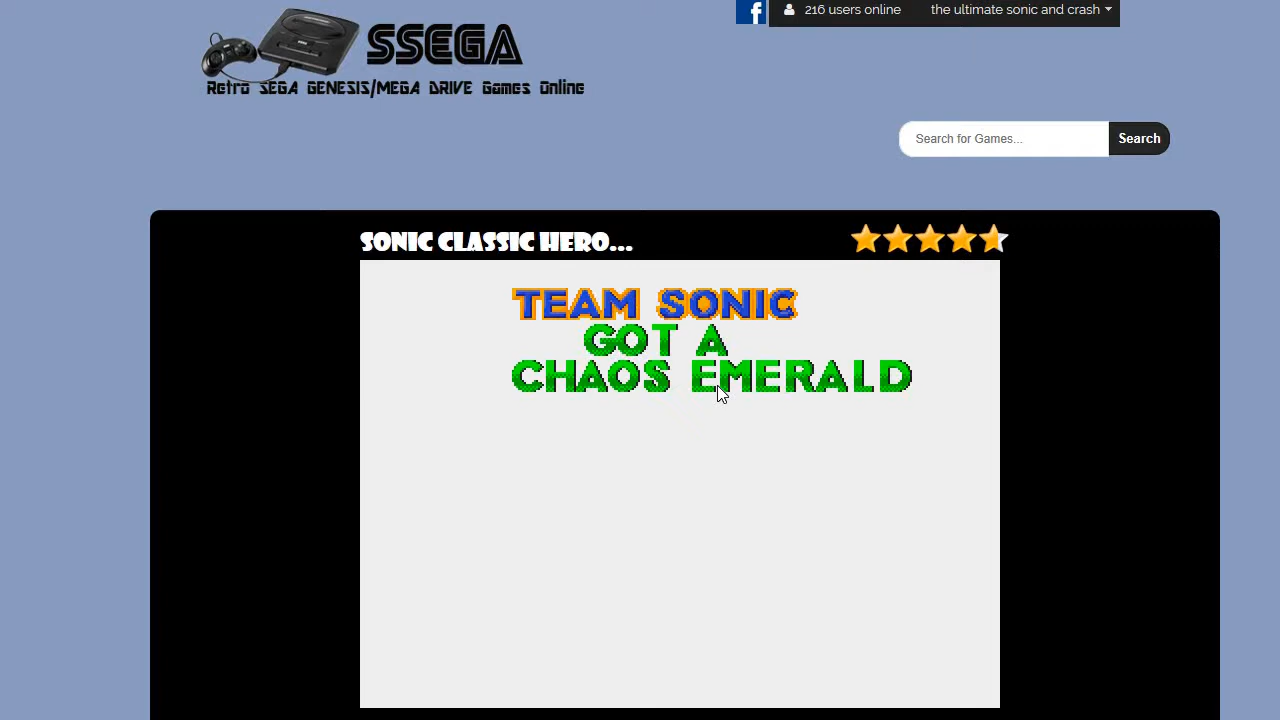 216 users online
the ultimate sonic and crash
SSEGA
Retro SEGA GENESIS/MEGA DRIVE Games Online
Search for Games...
Search
SONIC CLASSIC HERO...
TEAM SONIC
GOT A
CHAOS EMERALD